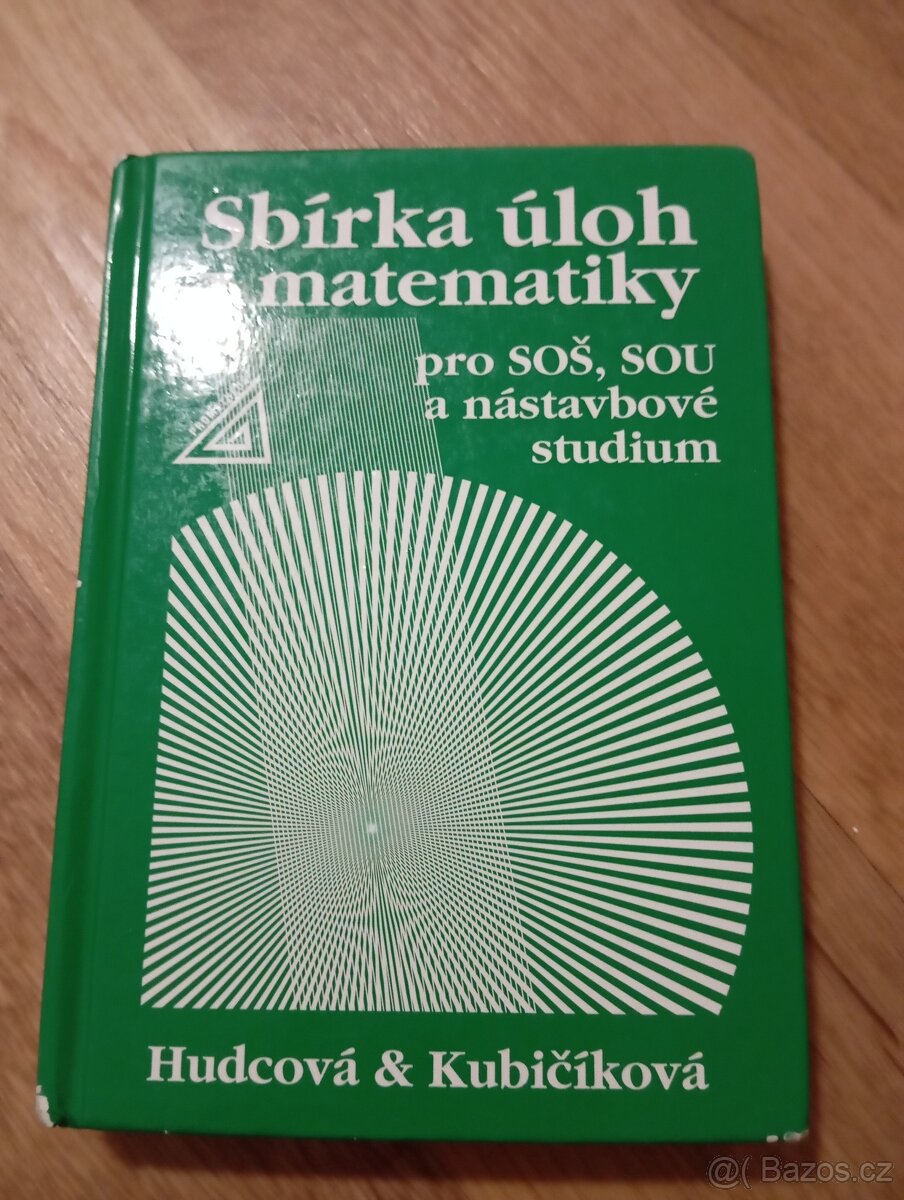 Sbírka úloh
z matematiky
pro SOŠ, SOU
a nástavbové
studium
Hudcová & Kubičíková
@( Bazos.cz